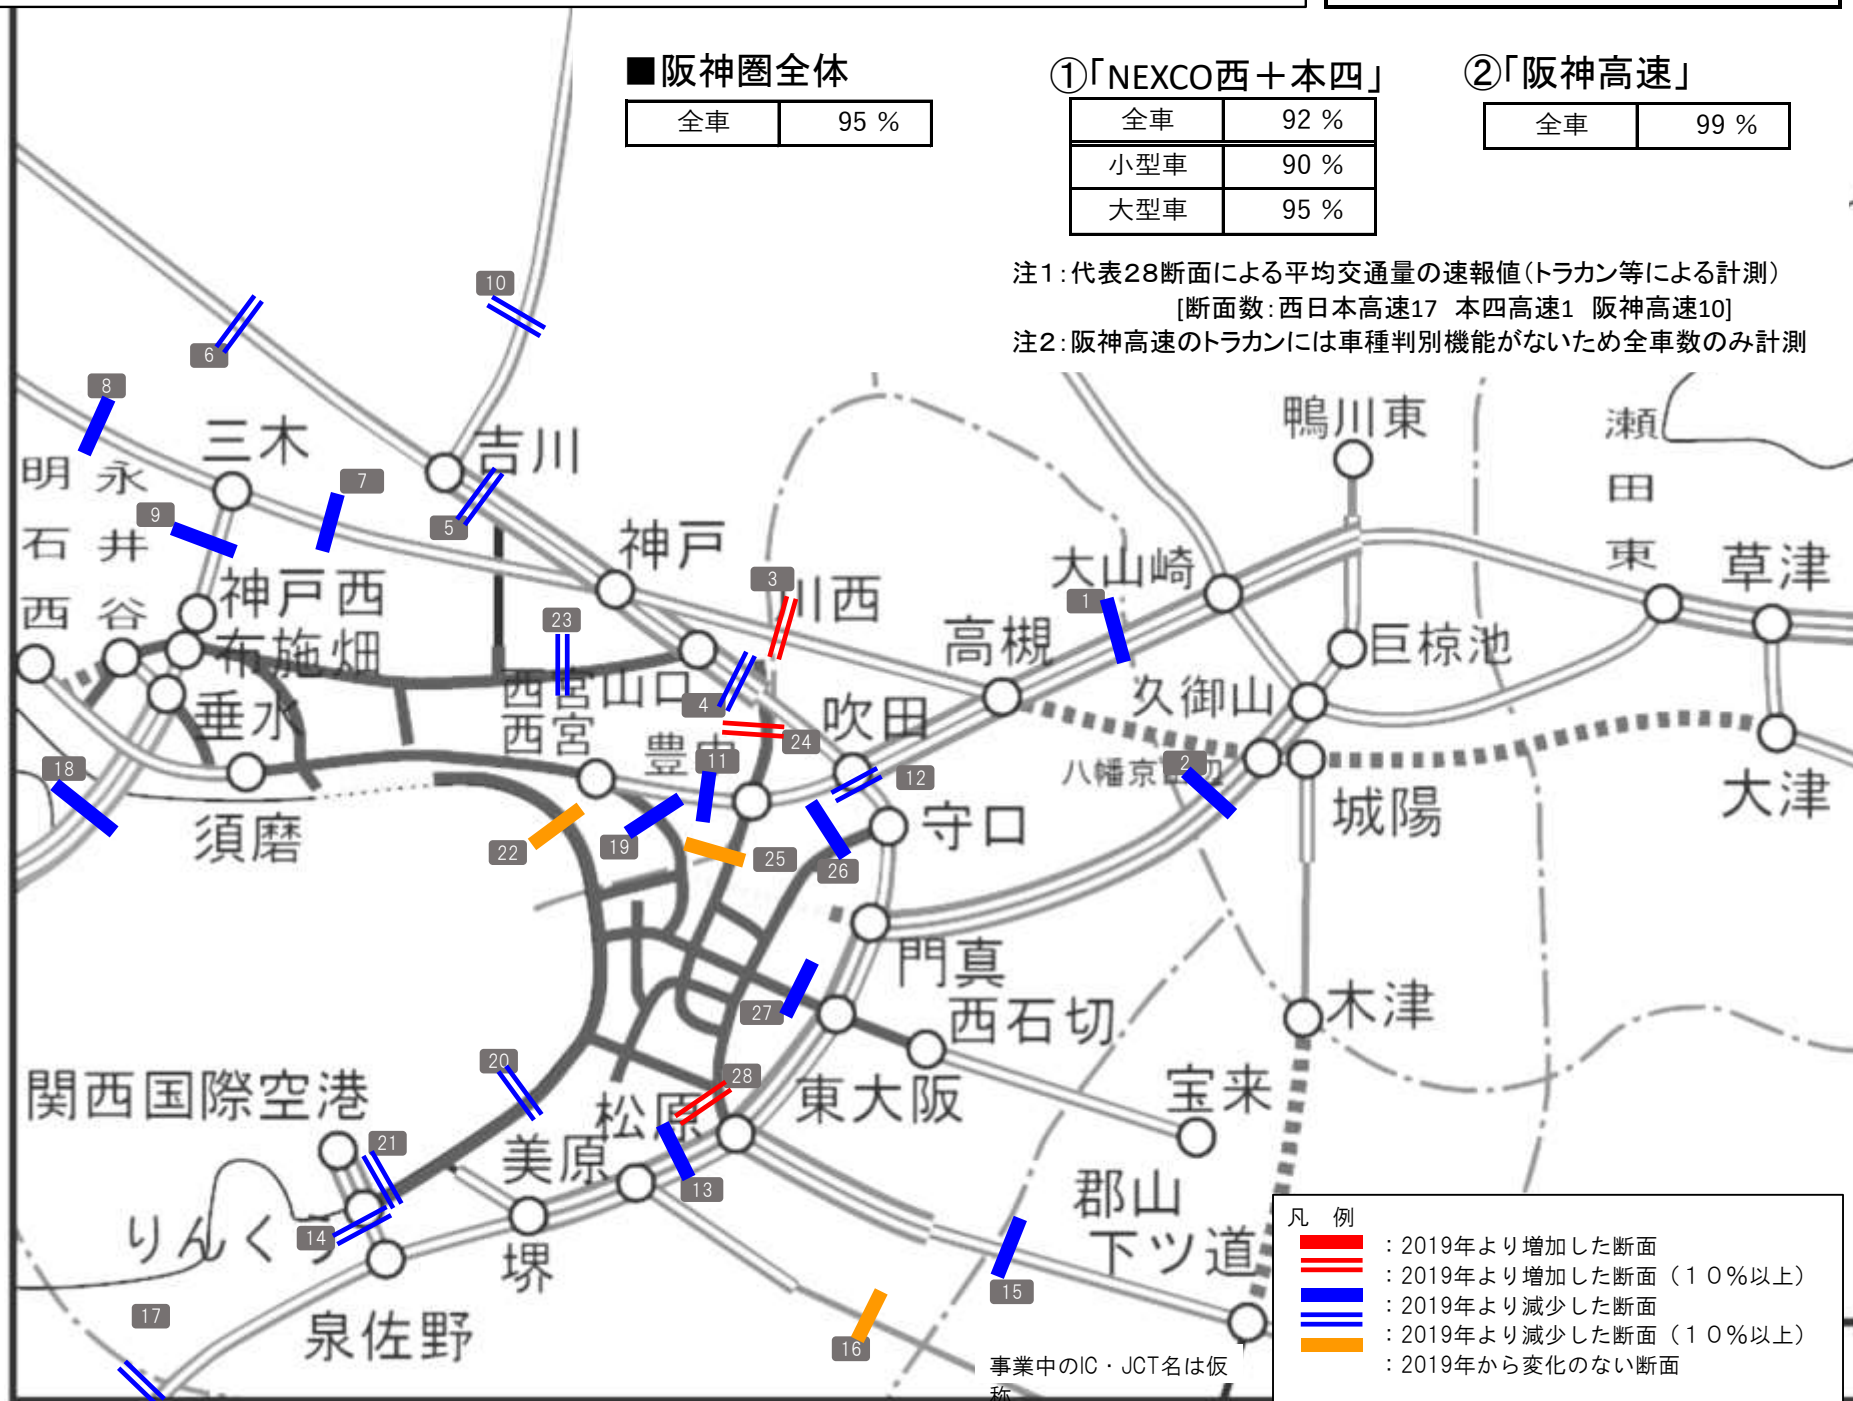 ■阪神圏全体
全車 95 %
①「NEXCO西＋本四」
全車 92 %
小型車 90 %
大型車 95 %
②「阪神高速」
全車 99 %
注１：代表28断面による平均交通量の速報値（トラカン等による計測）
[断面数：西日本高速17 本四高速1 阪神高速10]
注２：阪神高速のトラカンには車種判別機能がないため全車数のみ計測
10
6
8
三木
吉川
鴨川東
瀬田東
明石西
永井谷
7
9
5
神戸
大山崎
草津
3
川西
1
神戸西
布施畑
23
高槻
巨椋池
西宮山口
4
久御山
垂水
西宮
吹田
24
豊中
11
12
八幡京田辺
2
18
大津
須磨
守口
城陽
22
19
25
26
門真
27
西石切
木津
20
28
関西国際空港
松原
東大阪
宝来
21
美原
13
郡山
下ツ道
りんくう
14
堺
15
17
泉佐野
16
事業中のIC・JCT名は仮
称
凡 例
：2019年より増加した断面
：2019年より増加した断面（１０％以上）
：2019年より減少した断面
：2019年より減少した断面（１０％以上）
：2019年から変化のない断面